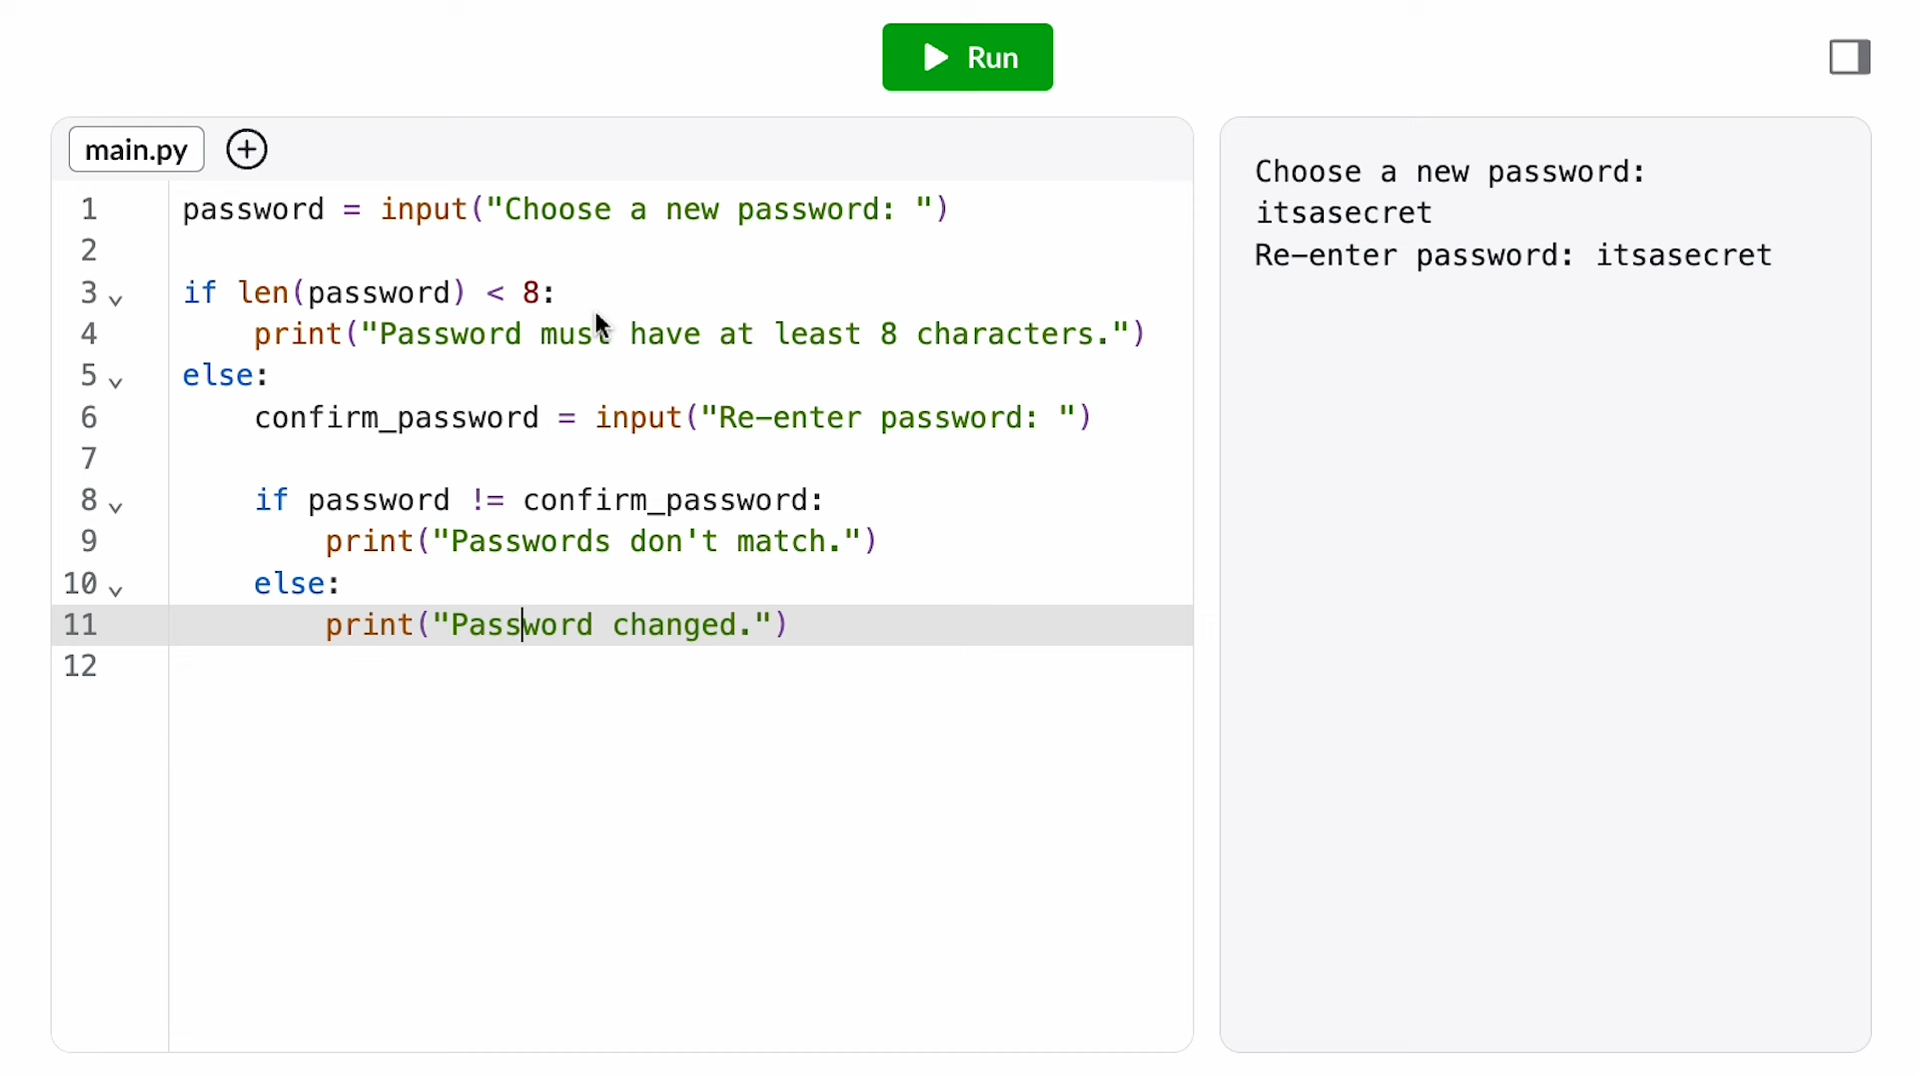 Run
main.py
1 password = input("Choose a new password: ")
2
3 if len(password) < 8:
4     print("Password must have at least 8 characters.")
5 else:
6     confirm_password = input("Re-enter password: ")
7
8     if password != confirm_password:
9         print("Passwords don't match.")
10     else:
11         print("Password changed.")
12
Choose a new password:
itsasecret
Re-enter password: itsasecret